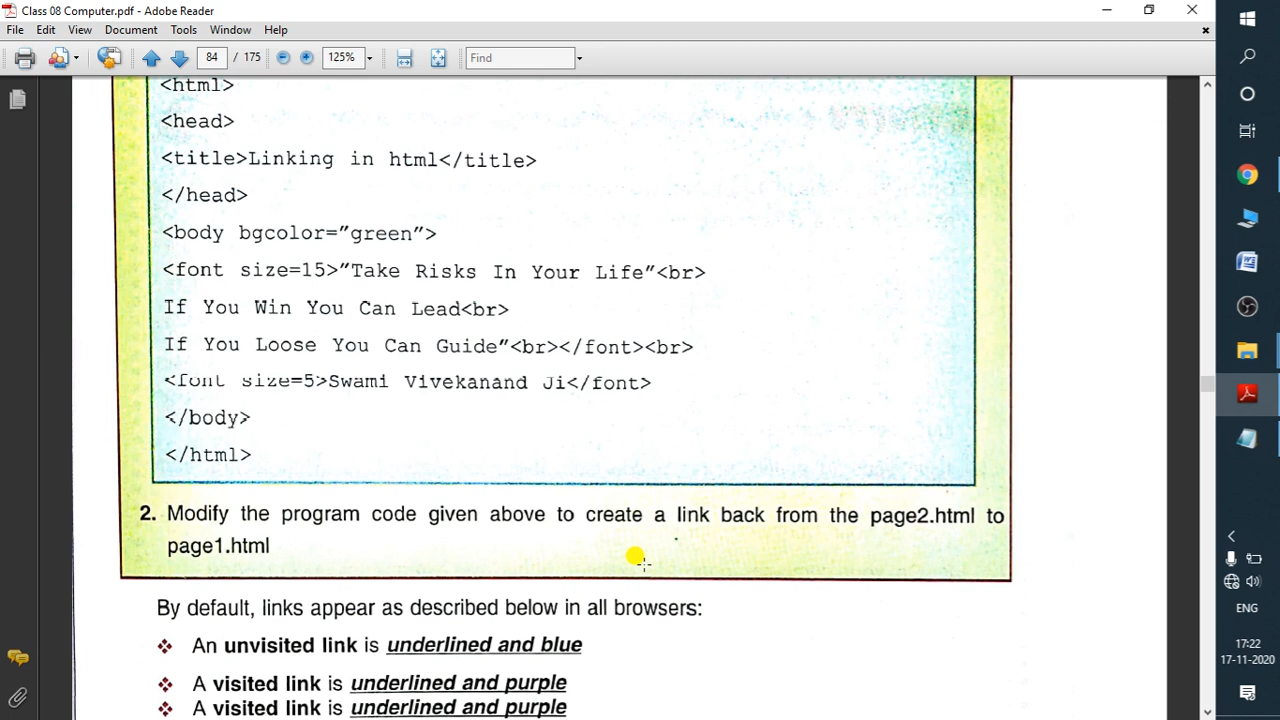 Class 08 Computer.pdf - Adobe Reader
File Edit View Document Tools Window Help
84 / 175 125% Find
<html>
<head>
<title>Linking in html</title>
</head>
<body bgcolor="green">
<font size=15>"Take Risks In Your Life"<br>
If You Win You Can Lead<br>
If You Loose You Can Guide"<br></font><br>
<font size=5>Swami Vivekanand Ji</font>
</body>
</html>
2. Modify the program code given above to create a link back from the page2.html to
page1.html
By default, links appear as described below in all browsers:
❖ An unvisited link is underlined and blue
❖ A visited link is underlined and purple
❖ A visited link is underlined and purple
ENG
17:22
17-11-2020